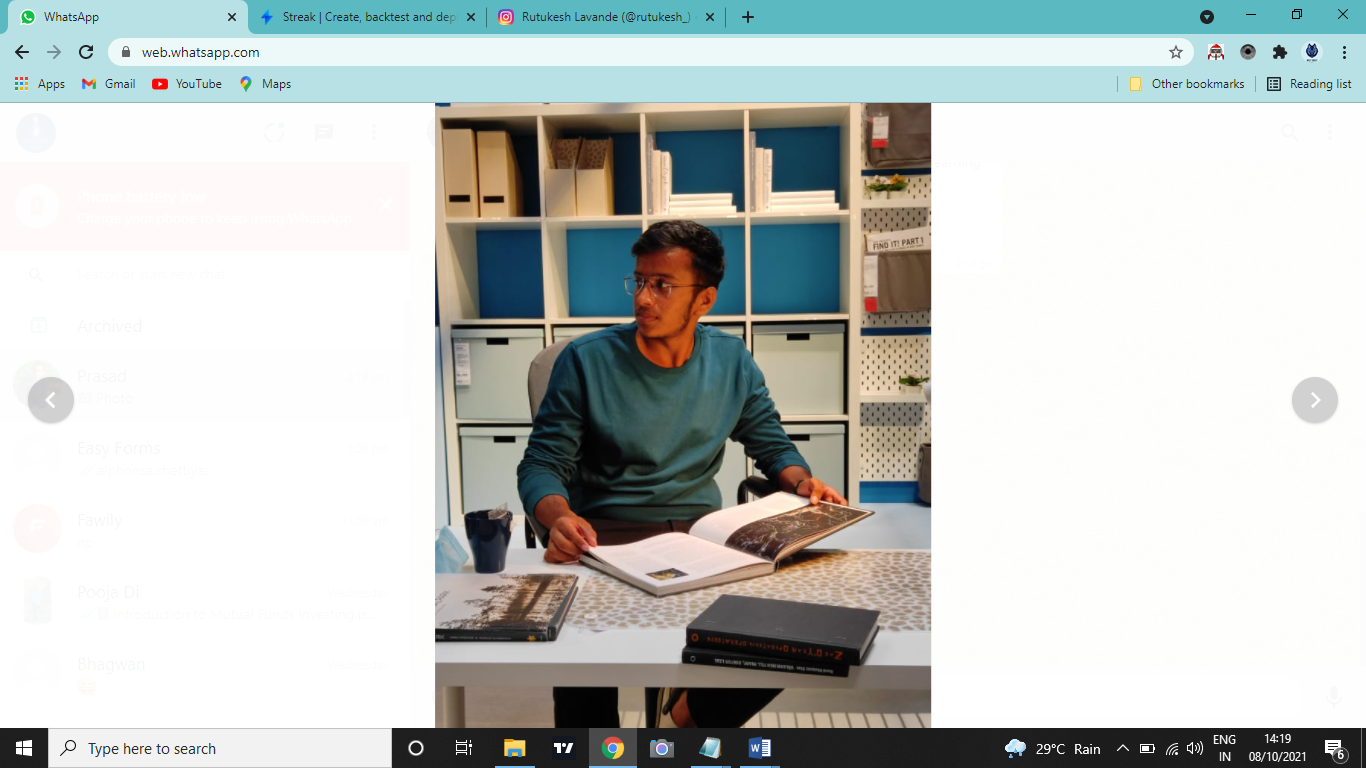 WhatsApp
Streak | Create, backtest and dep
Rutukesh Lavande (@rutukesh_) ·
web.whatsapp.com
Apps
Gmail
YouTube
Maps
Other bookmarks
Reading list
Phone battery low
Charge your phone to keep using WhatsApp
Search or start new chat
Archived
Prasad
Photo
Easy Forms
Fawily
Pooja Di
Introduction to Mutual Funds Investing
Bhagwan
FIND IT! PART 1
Type here to search
29°C Rain
ENG
IN
14:19
08/10/2021
6